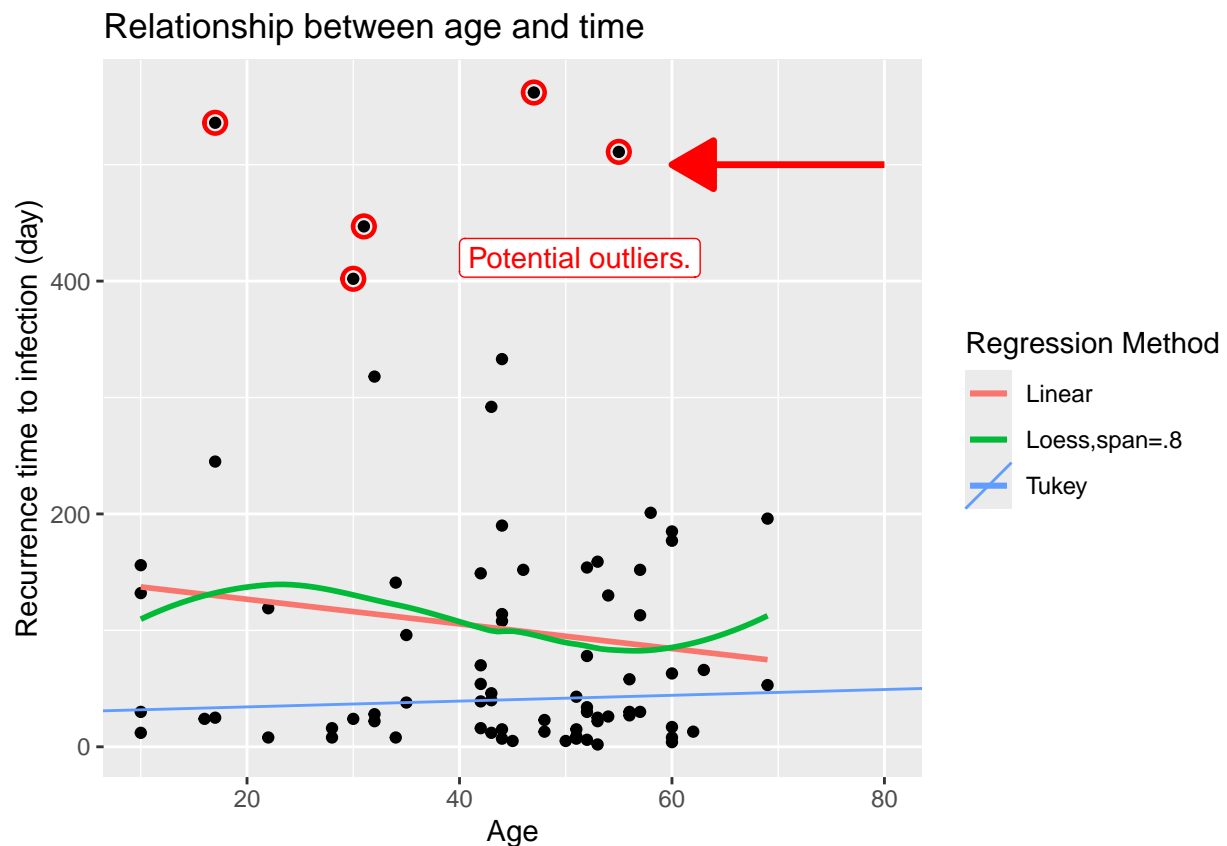 Relationship between age and time
Recurrence time to infection (day)
400
200
0
Potential outliers.
20 40 60 80
Age
Regression Method
Linear
Loess,span=.8
Tukey